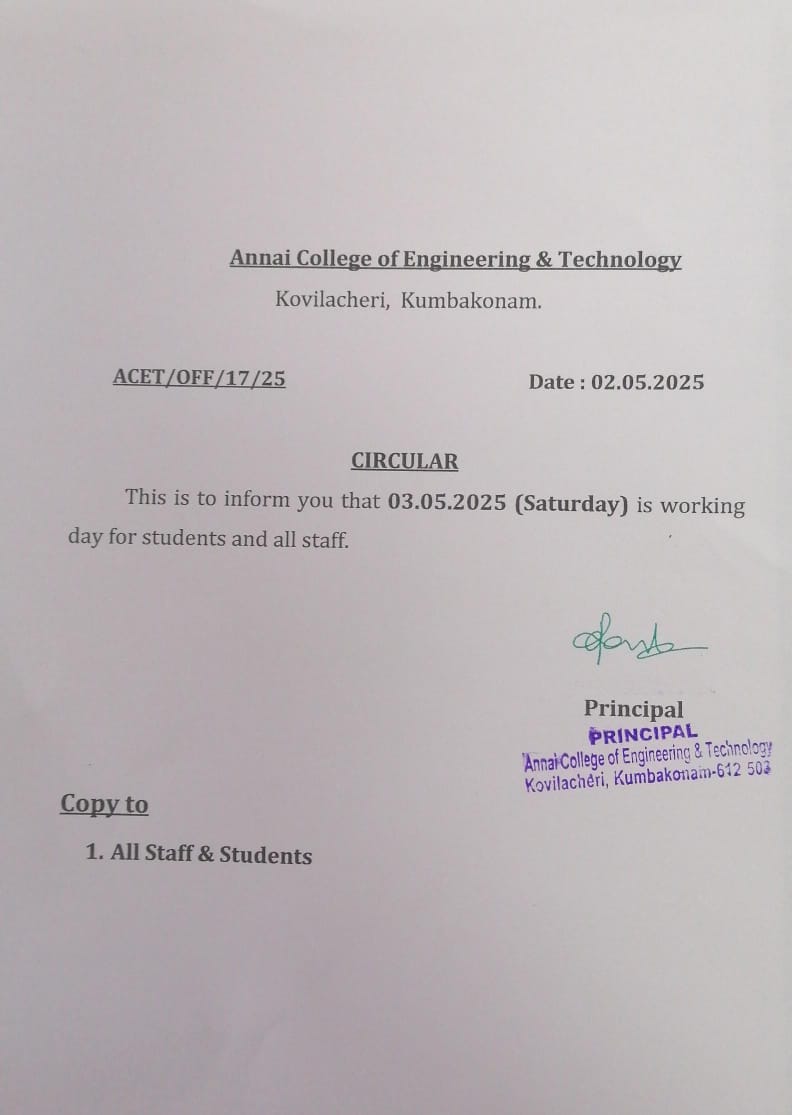 Annai College of Engineering & Technology
Kovilacheri, Kumbakonam.
ACET/OFF/17/25
Date : 02.05.2025
CIRCULAR
This is to inform you that 03.05.2025 (Saturday) is working
day for students and all staff.
Principal
PRINCIPAL
Annai College of Engineering & Technology
Kovilacheri, Kumbakonam-612 503
Copy to
1. All Staff & Students